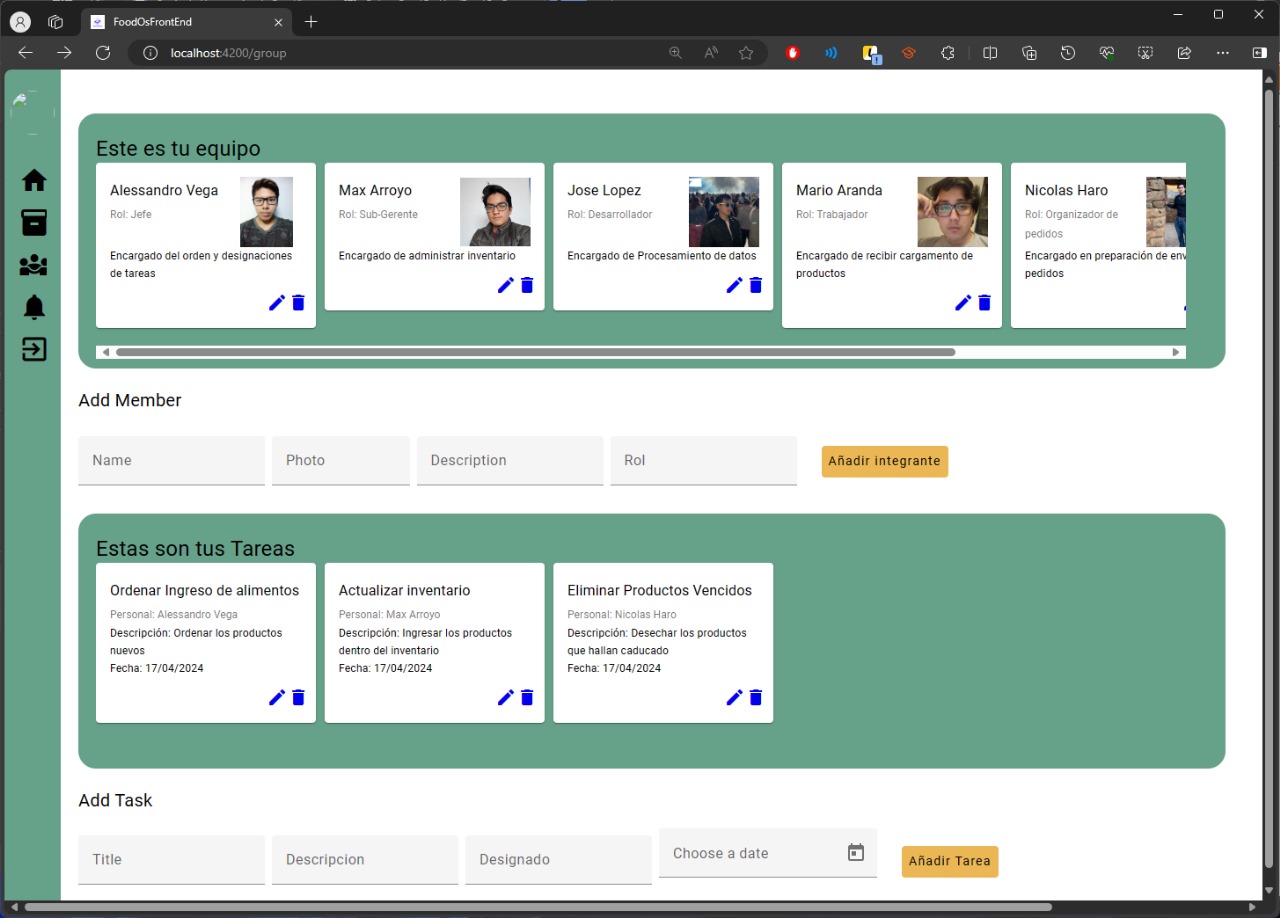 FoodOsFrontEnd
localhost:4200/group
Este es tu equipo
Alessandro Vega
Rol: Jefe
Encargado del orden y designaciones
de tareas
Max Arroyo
Rol: Sub-Gerente
Encargado de administrar inventario
Jose Lopez
Rol: Desarrollador
Encargado de Procesamiento de datos
Mario Aranda
Rol: Trabajador
Encargado de recibir cargamento de
productos
Nicolas Haro
Rol: Organizador de
pedidos
Encargado en preparación de env
pedidos
Add Member
Name
Photo
Description
Rol
Añadir integrante
Estas son tus Tareas
Ordenar Ingreso de alimentos
Personal: Alessandro Vega
Descripción: Ordenar los productos
nuevos
Fecha: 17/04/2024
Actualizar inventario
Personal: Max Arroyo
Descripción: Ingresar los productos
dentro del inventario
Fecha: 17/04/2024
Eliminar Productos Vencidos
Personal: Nicolas Haro
Descripción: Desechar los productos
que hallan caducado
Fecha: 17/04/2024
Add Task
Title
Descripcion
Designado
Choose a date
Añadir Tarea